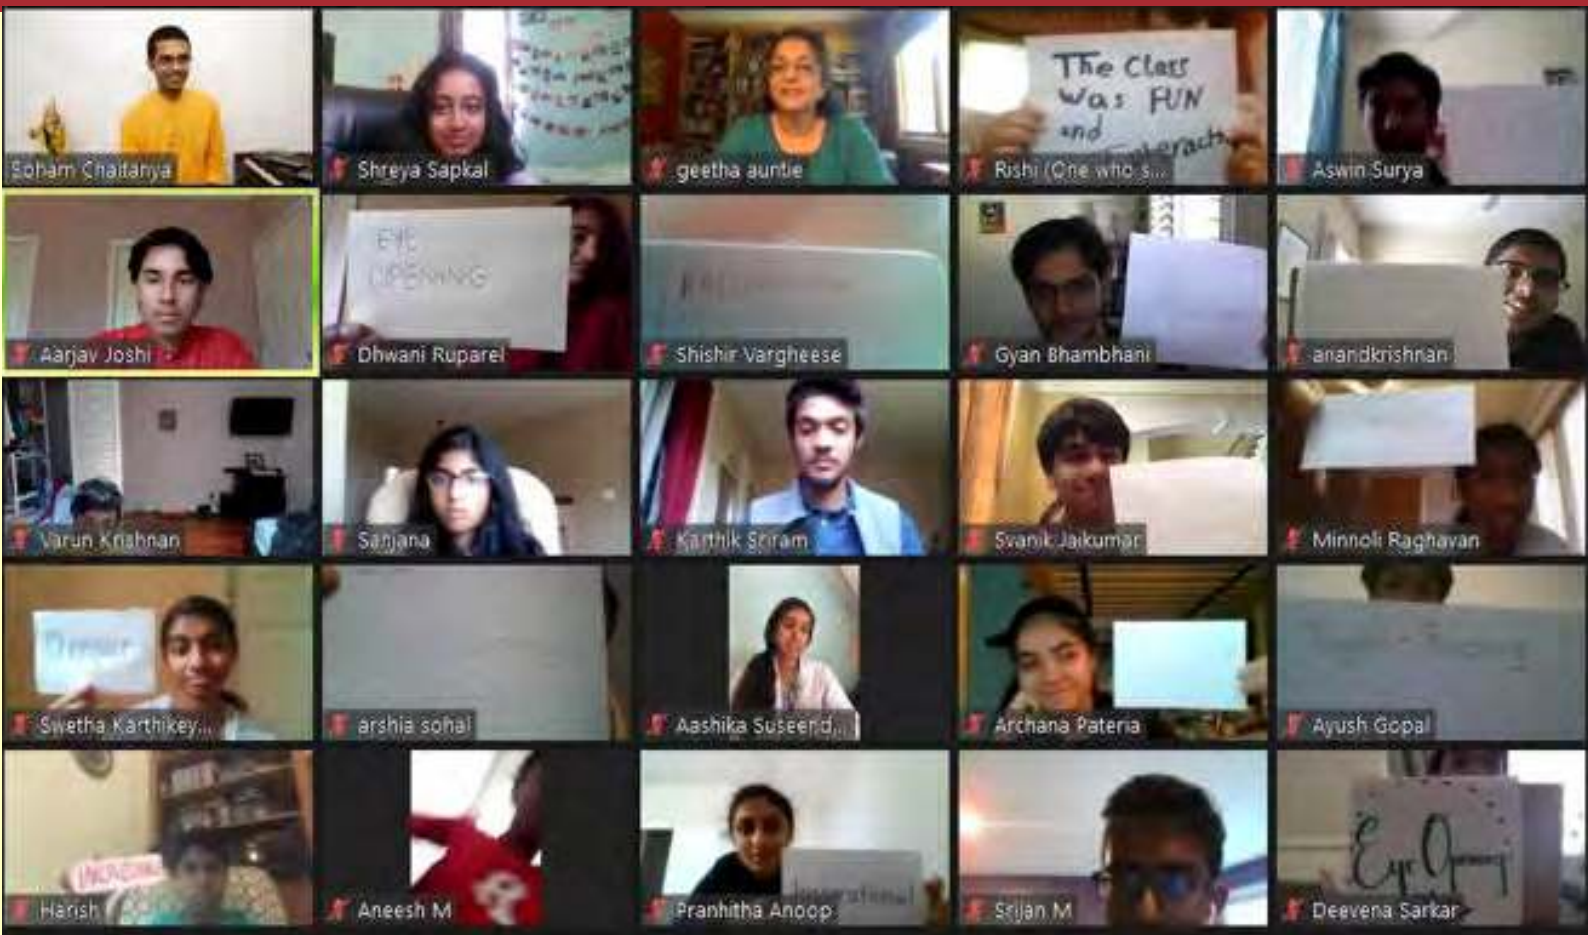 Soham Chaitanya
Shreya Sapkal
geetha auntie
The Class
was FUN
and
Rishi (One who s...
Aswin Surya
Aarjav Joshi
EYE
OPENING
Dhwani Ruparel
Shishir Vargheese
Gyan Bhambhani
anandkrishnan
Varun Krishnan
Sanjana
Karthik Sriram
Svanik Jaikumar
Minnoli Raghavan
Swetha Karthikey...
arshia sohal
Aashika Suseend...
Archana Pateria
Ayush Gopal
Harish
Aneesh M
Inspirational
Pranhitha Anoop
Srijan M
Eye Opening
Deevena Sarkar